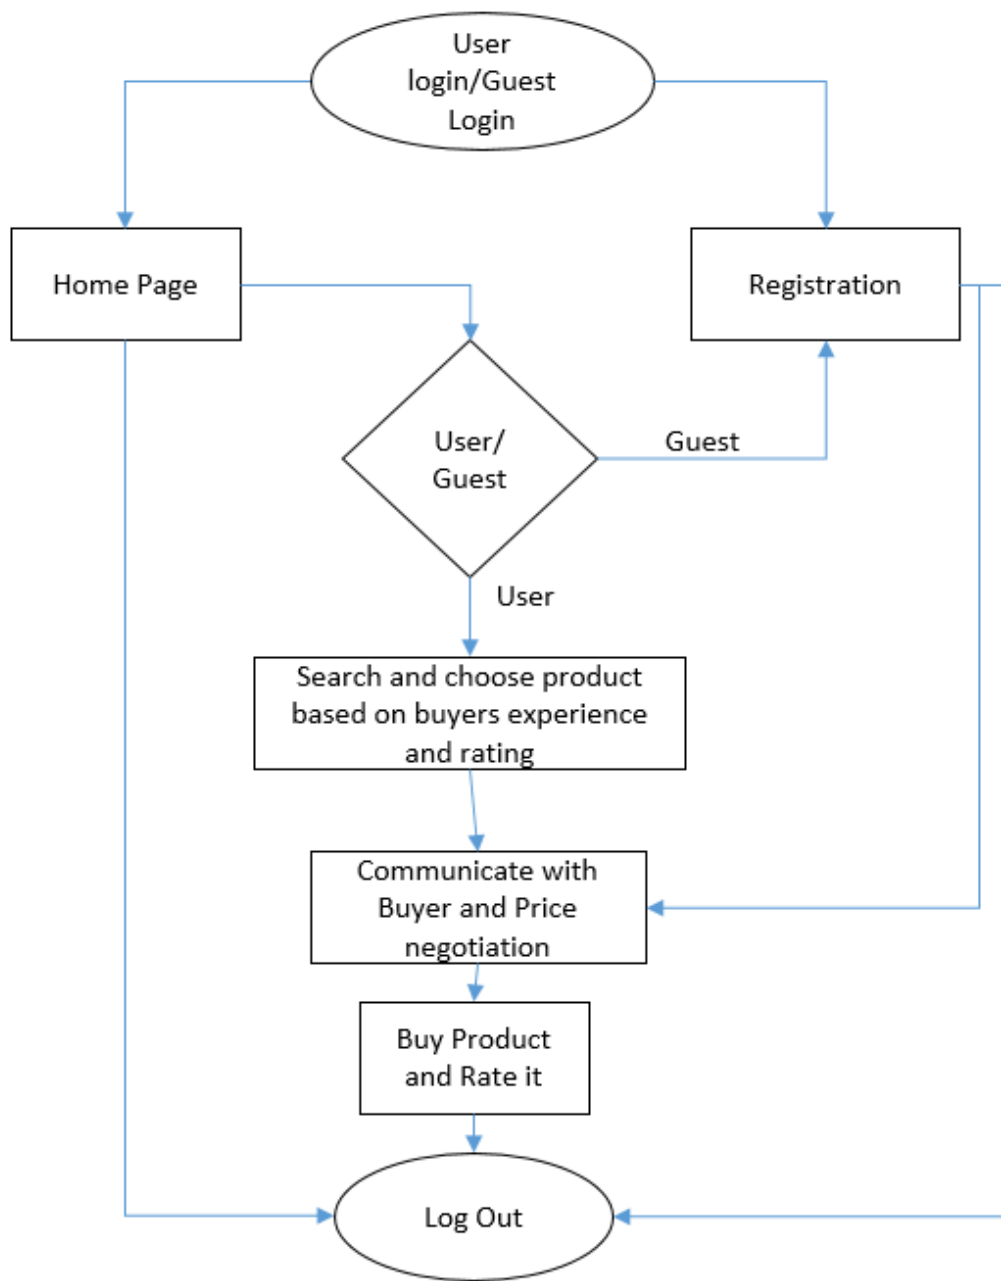 User
login/Guest
Login
Home Page
Registration
User/
Guest
Guest
User
Search and choose product
based on buyers experience
and rating
Communicate with
Buyer and Price
negotiation
Buy Product
and Rate it
Log Out